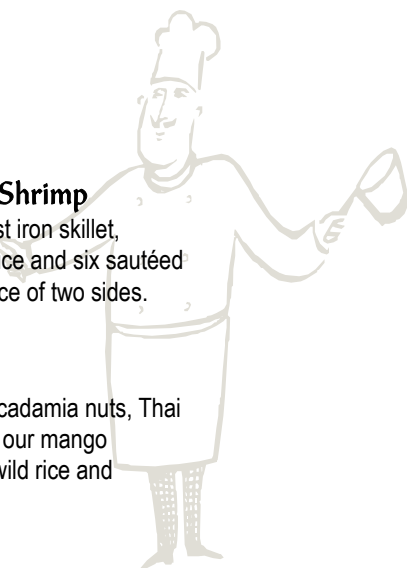 Shrimp
st iron skillet,
ce and six sautéed
ce of two sides.
cadamia nuts, Thai
our mango
wild rice and